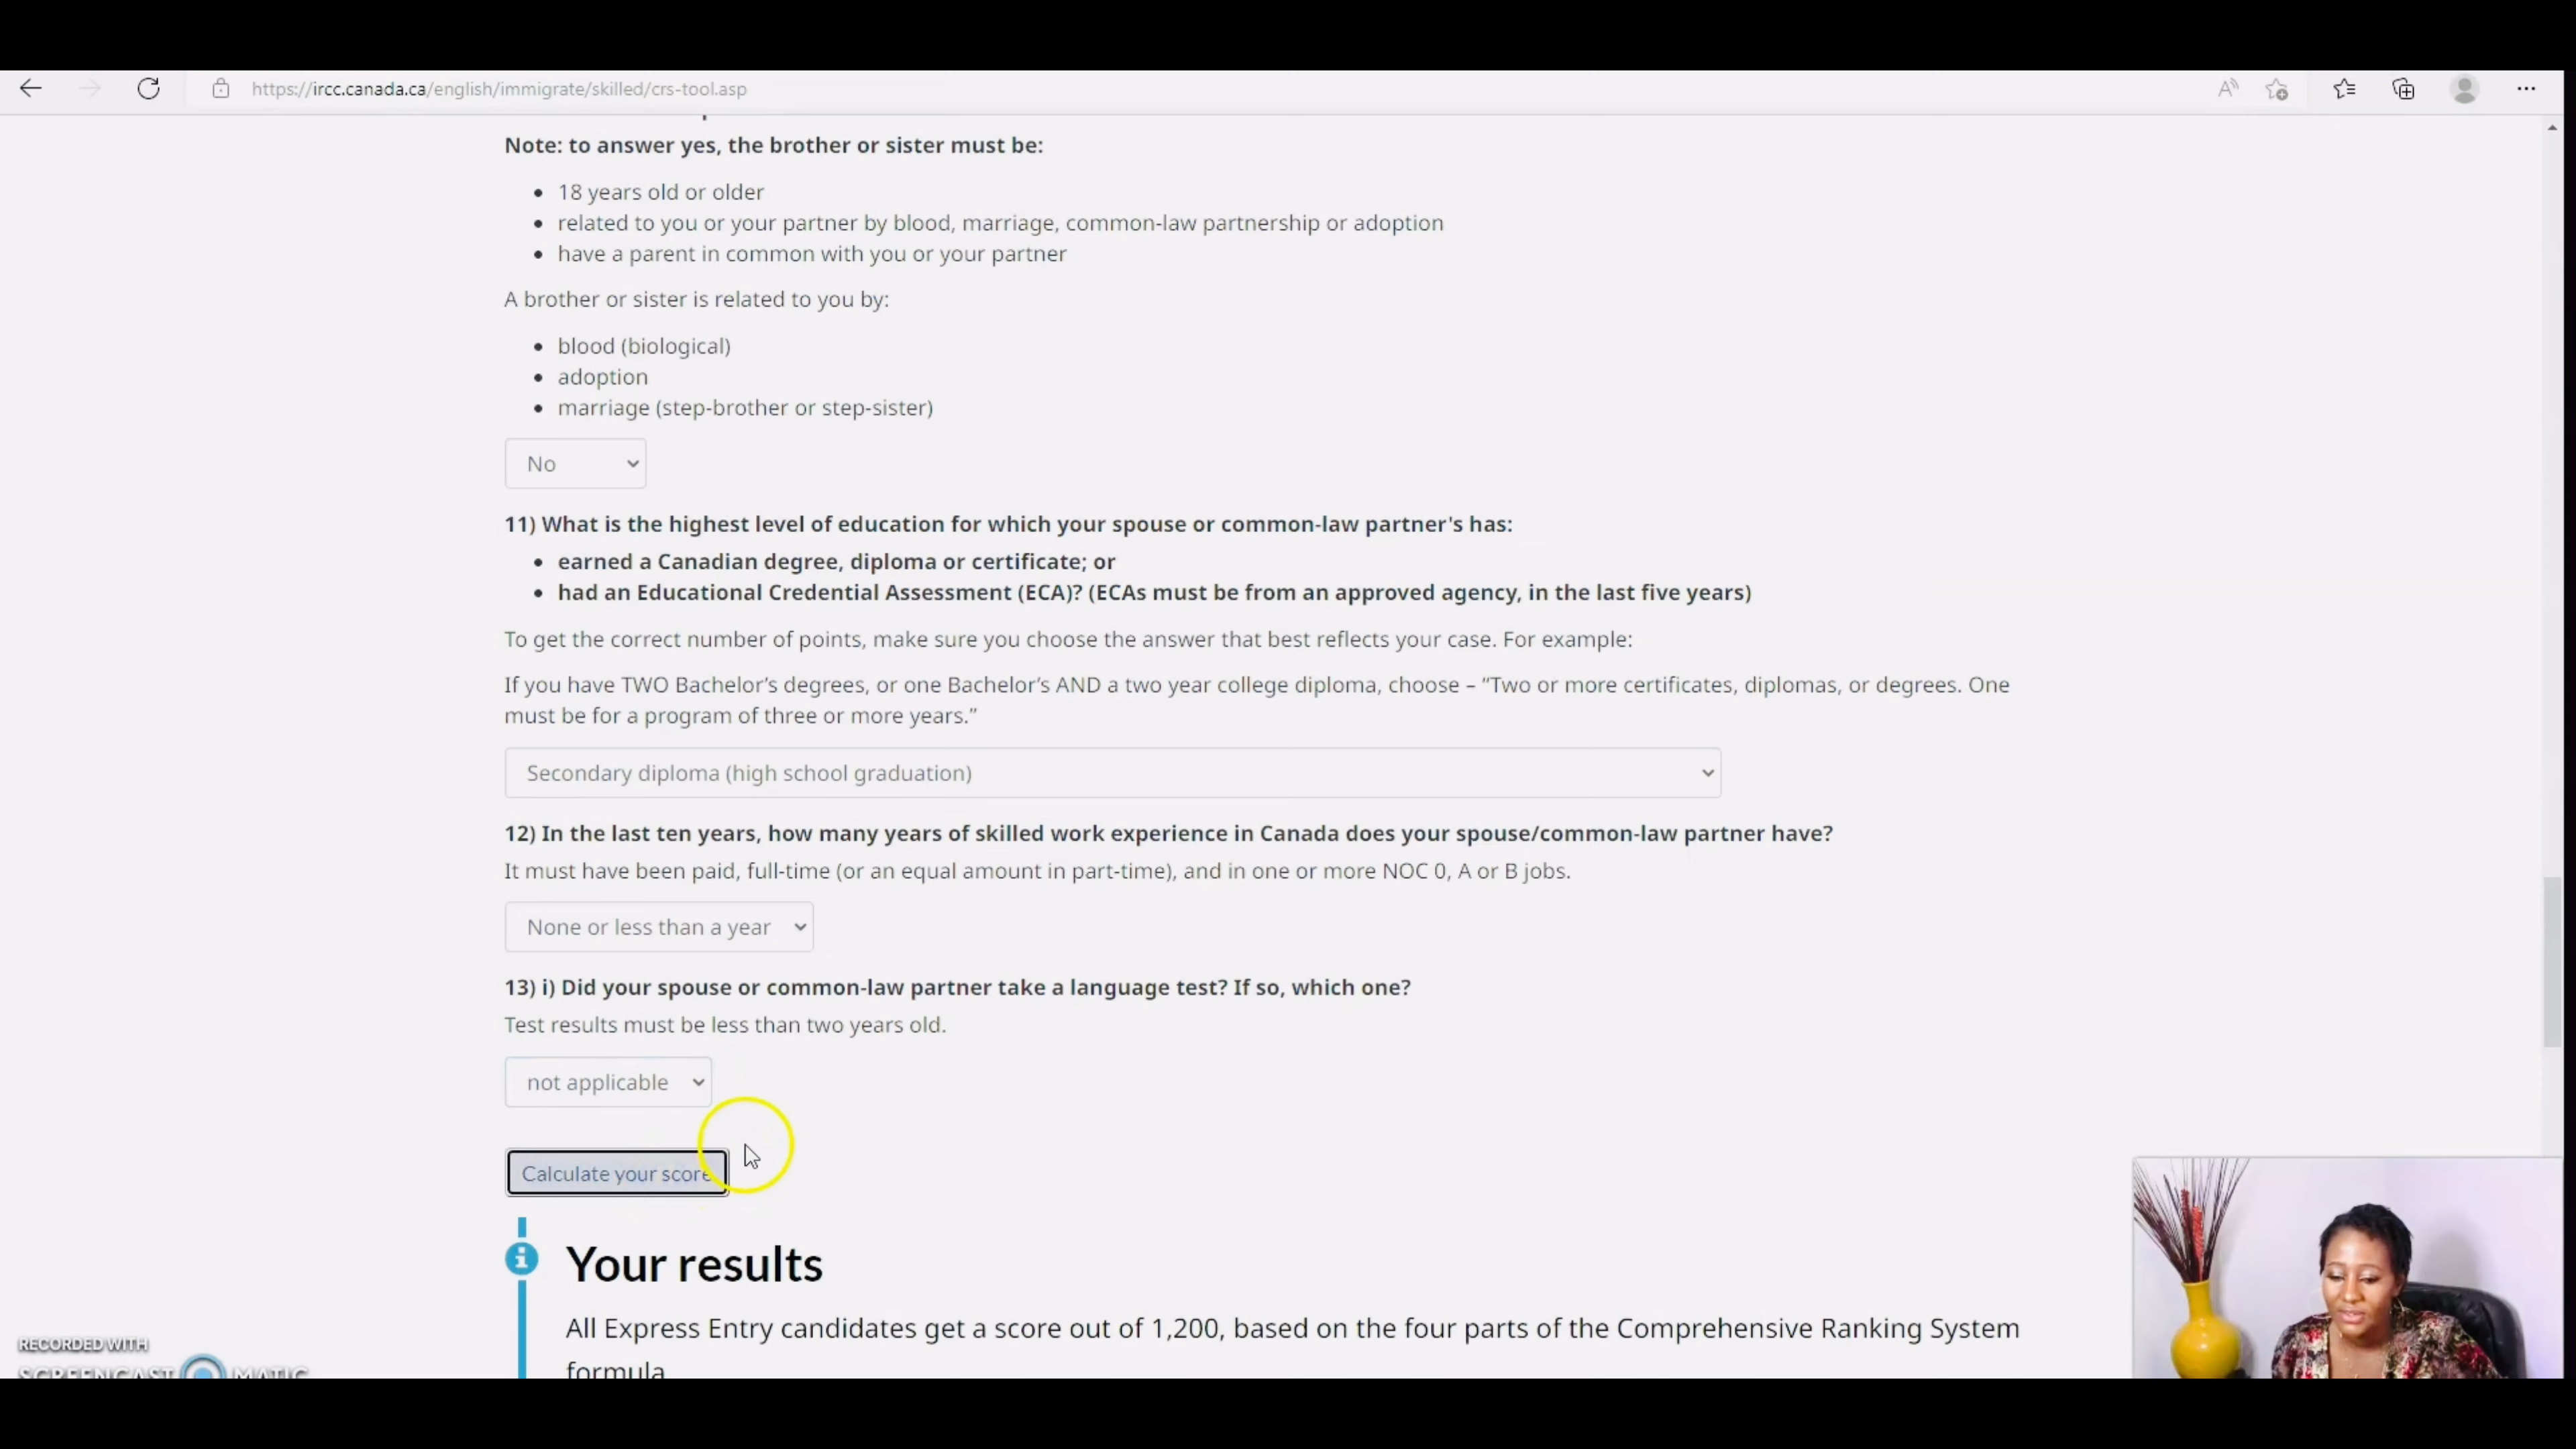 https://ircc.canada.ca/english/immigrate/skilled/crs-tool.asp
Note: to answer yes, the brother or sister must be:
• 18 years old or older
• related to you or your partner by blood, marriage, common-law partnership or adoption
• have a parent in common with you or your partner
A brother or sister is related to you by:
• blood (biological)
• adoption
• marriage (step-brother or step-sister)
No
11) What is the highest level of education for which your spouse or common-law partner's has:
• earned a Canadian degree, diploma or certificate; or
• had an Educational Credential Assessment (ECA)? (ECAs must be from an approved agency, in the last five years)
To get the correct number of points, make sure you choose the answer that best reflects your case. For example:
If you have TWO Bachelor’s degrees, or one Bachelor’s AND a two year college diploma, choose – “Two or more certificates, diplomas, or degrees. One
must be for a program of three or more years.”
Secondary diploma (high school graduation)
12) In the last ten years, how many years of skilled work experience in Canada does your spouse/common-law partner have?
It must have been paid, full-time (or an equal amount in part-time), and in one or more NOC 0, A or B jobs.
None or less than a year
13) i) Did your spouse or common-law partner take a language test? If so, which one?
Test results must be less than two years old.
not applicable
Calculate your score
Your results
All Express Entry candidates get a score out of 1,200, based on the four parts of the Comprehensive Ranking System
formula.
RECORDED WITH
SCREENCAST MATIC